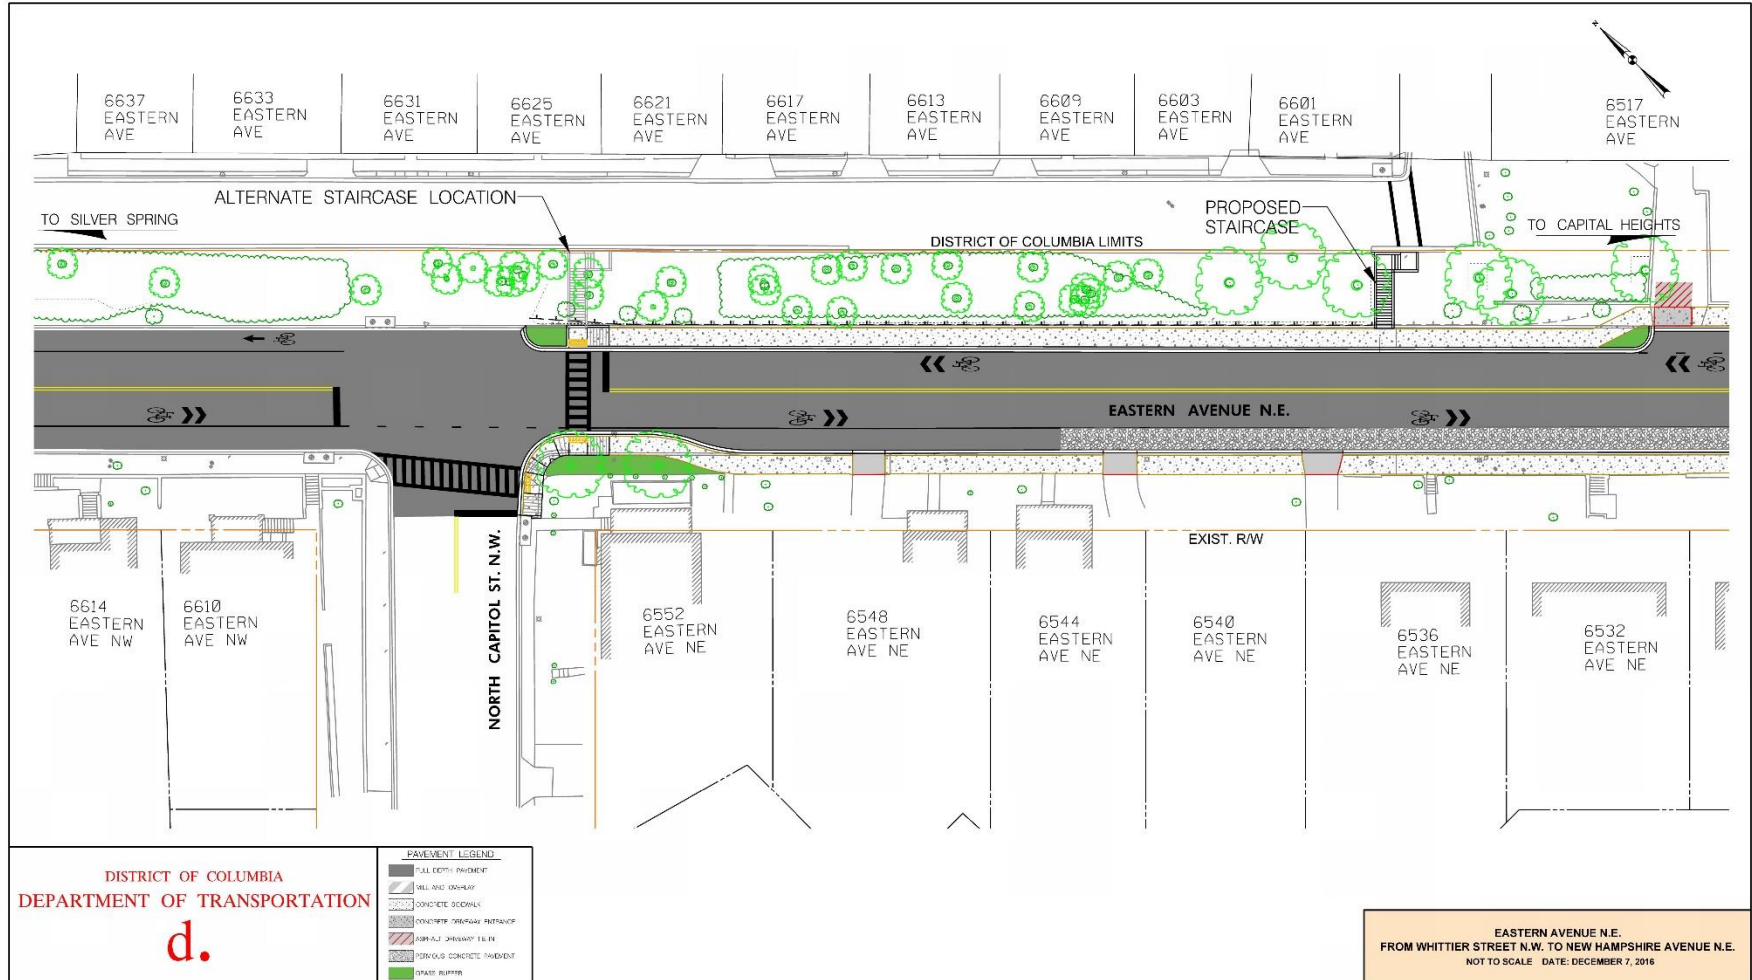 6637
EASTERN
AVE
6633
EASTERN
AVE
6631
EASTERN
AVE
6625
EASTERN
AVE
6621
EASTERN
AVE
6617
EASTERN
AVE
6613
EASTERN
AVE
6609
EASTERN
AVE
6603
EASTERN
AVE
6601
EASTERN
AVE
6517
EASTERN
AVE
ALTERNATE STAIRCASE LOCATION
TO SILVER SPRING
PROPOSED
STAIRCASE
TO CAPITAL HEIGHTS
DISTRICT OF COLUMBIA LIMITS
EASTERN AVENUE N.E.
EXIST. R/W
NORTH CAPITOL ST. N.W.
6614
EASTERN
AVE NW
6610
EASTERN
AVE NW
6552
EASTERN
AVE NE
6548
EASTERN
AVE NE
6544
EASTERN
AVE NE
6540
EASTERN
AVE NE
6536
EASTERN
AVE NE
6532
EASTERN
AVE NE
DISTRICT OF COLUMBIA
DEPARTMENT OF TRANSPORTATION
d.
PAVEMENT LEGEND
FULL DEPTH PAVEMENT
MILL AND OVERLAY
CONCRETE SIDEWALK
CONCRETE DRIVEWAY ENTRANCE
ASPHALT DRIVEWAY TIE IN
PERVIOUS CONCRETE PAVEMENT
GRASS BUFFER
EASTERN AVENUE N.E.
FROM WHITTIER STREET N.W. TO NEW HAMPSHIRE AVENUE N.E.
NOT TO SCALE DATE: DECEMBER 7, 2016